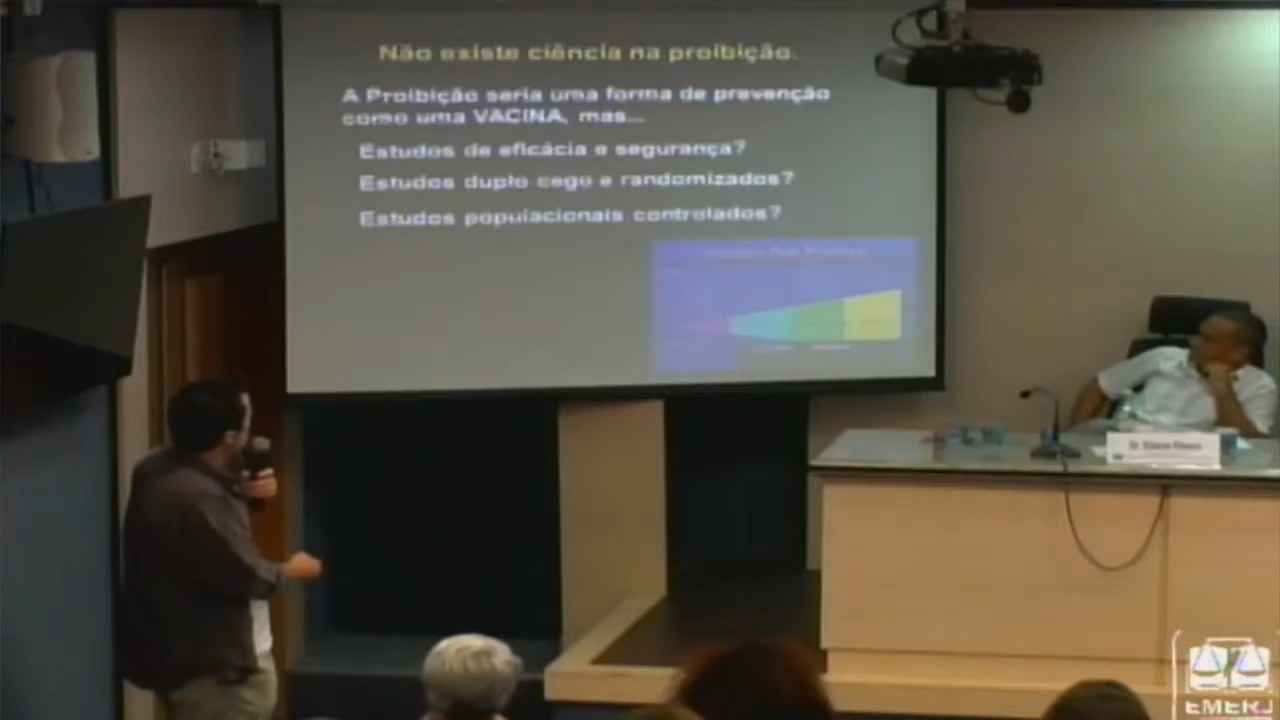 Não existe ciência na proibição.
A Proibição seria uma forma de prevenção
como uma VACINA, mas...
Estudos de eficácia e segurança?
Estudos duplo cego e randomizados?
Estudos populacionais controlados?
EMERJ